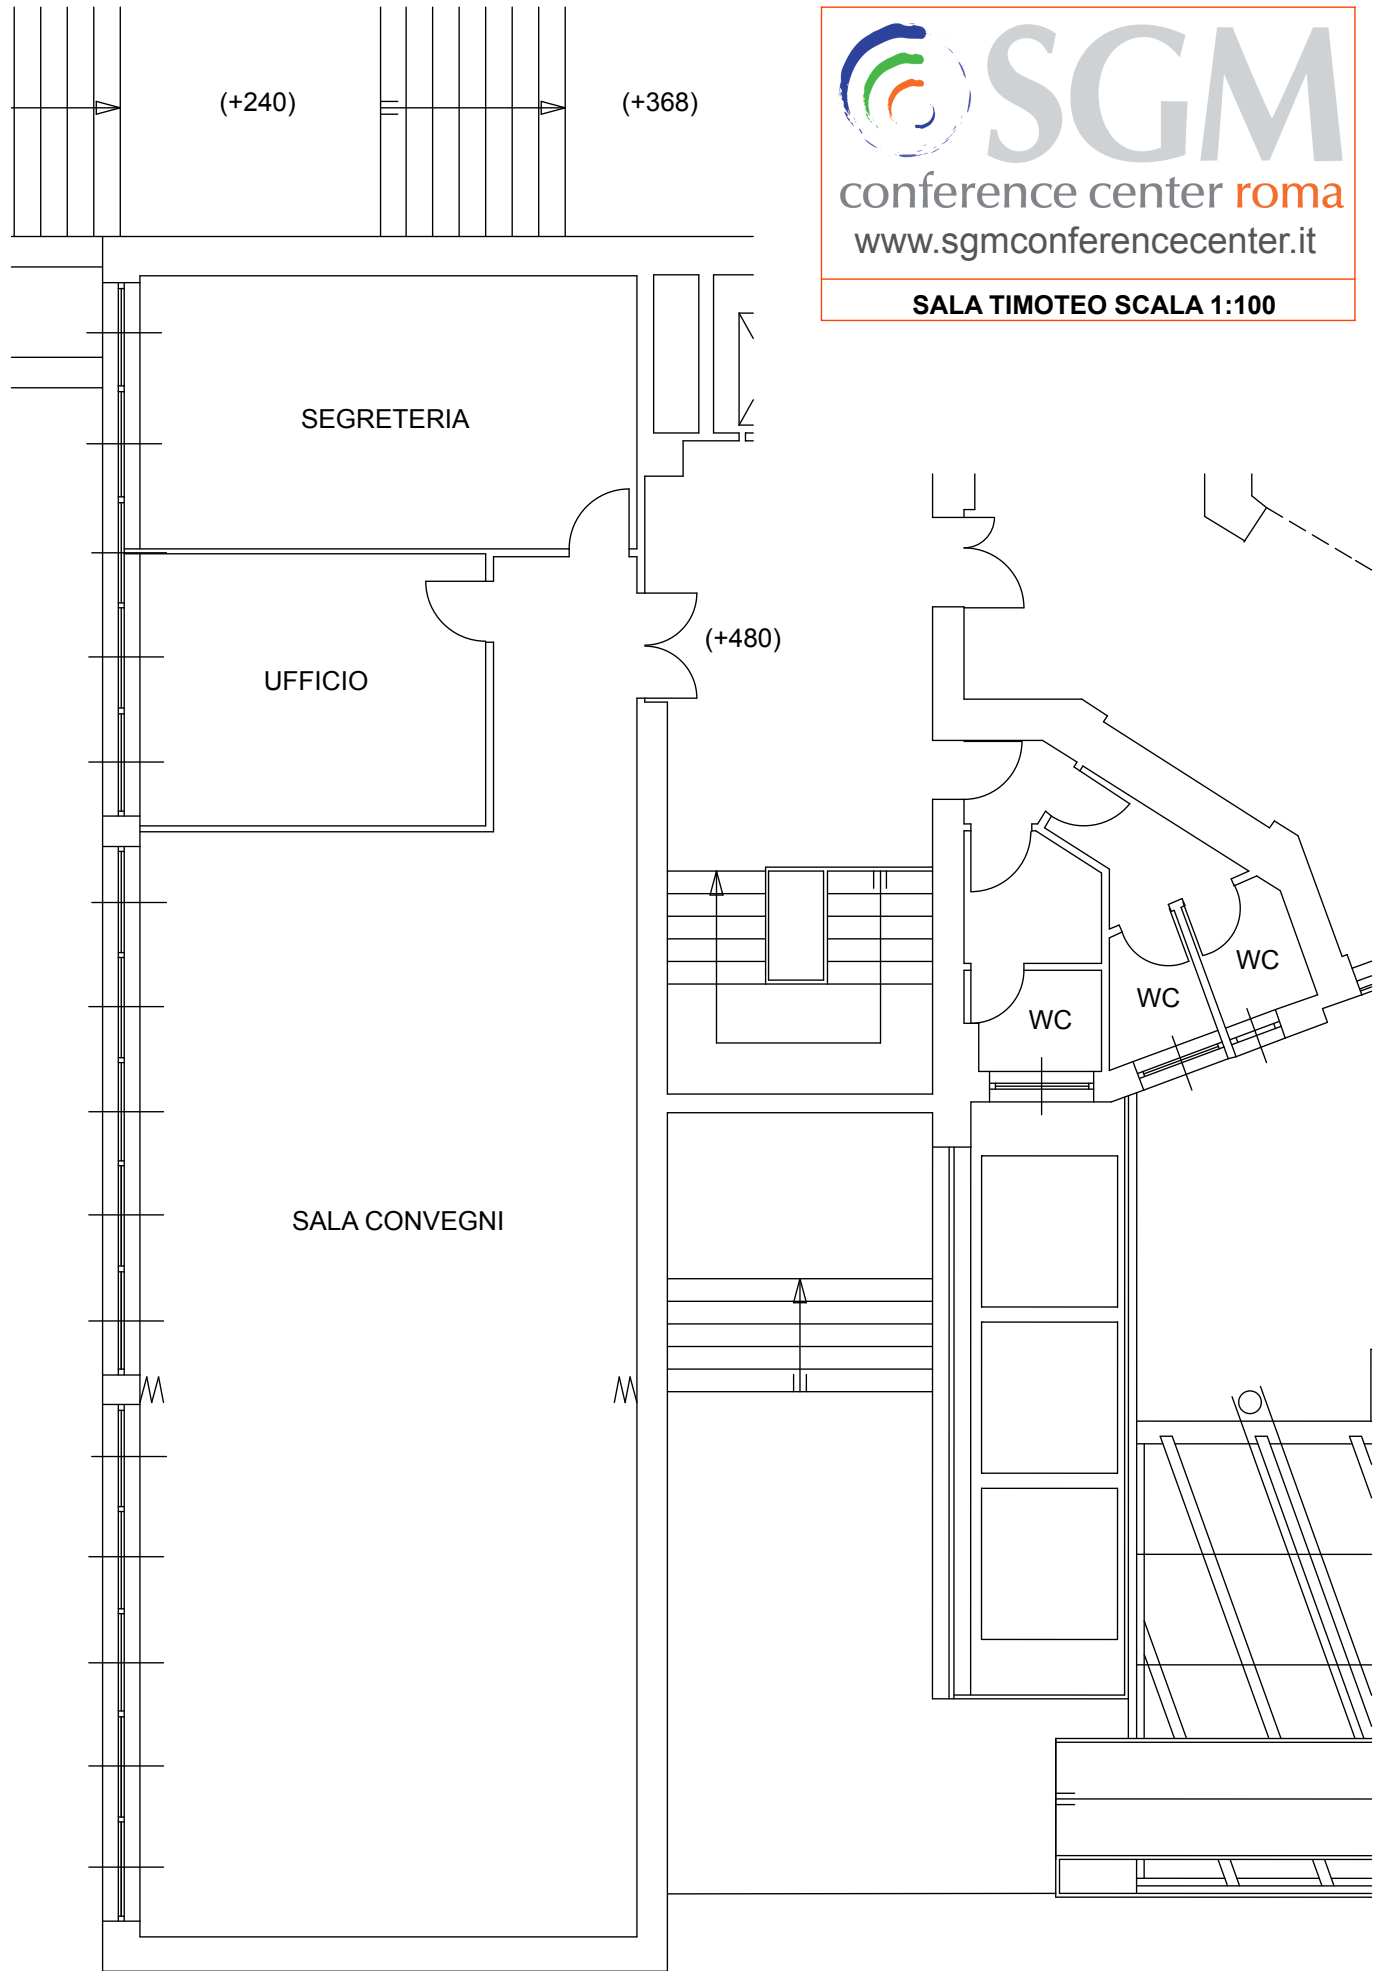 (+240)
(+368)
SGM
conference center roma
www.sgmconferencecenter.it
SALA TIMOTEO SCALA 1:100
SEGRETERIA
(+480)
UFFICIO
WC
WC
WC
SALA CONVEGNI